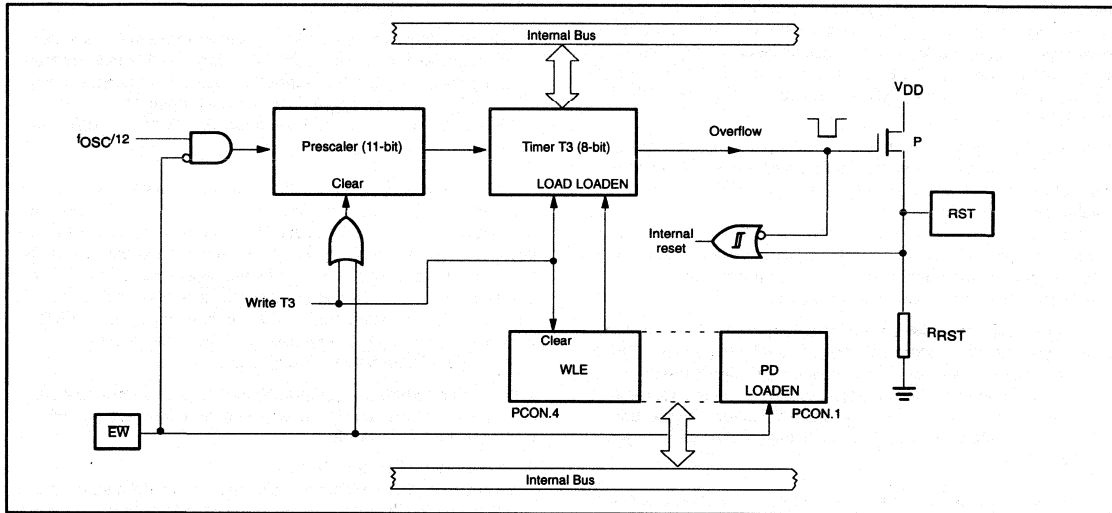 Internal Bus
VDD
fOSC/12
Prescaler (11-bit)
Clear
Timer T3 (8-bit)
LOAD LOADEN
Overflow
P
RST
Internal
reset
Write T3
RRST
Clear
WLE
PD
LOADEN
PCON.4
PCON.1
E̅W̅
Internal Bus